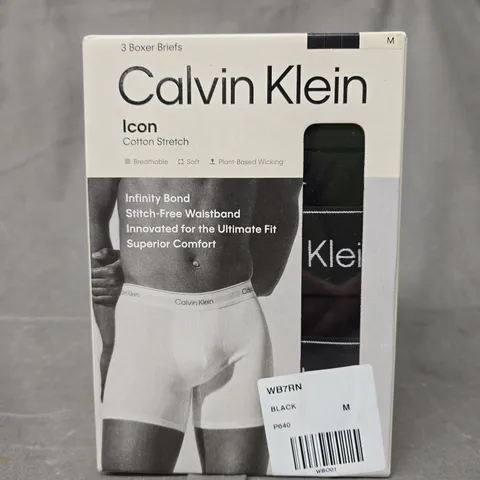 3 Boxer Briefs
M
Calvin Klein
Icon
Cotton Stretch
Breathable Soft Plant-Based Wicking
Infinity Bond
Stitch-Free Waistband
Innovated for the Ultimate Fit
Superior Comfort
Klei
Calvin Klein
WB7RN
BLACK M
P640
WBO01